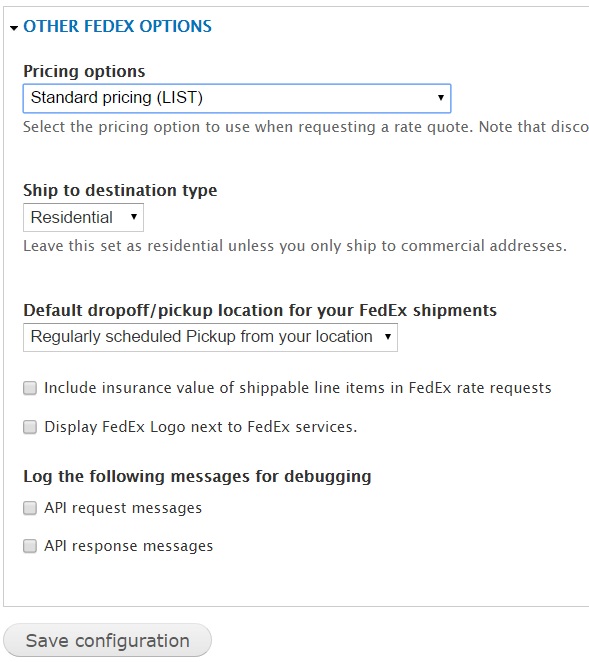 OTHER FEDEX OPTIONS
Pricing options
Standard pricing (LIST)
Select the pricing option to use when requesting a rate quote. Note that disco
Ship to destination type
Residential
Leave this set as residential unless you only ship to commercial addresses.
Default dropoff/pickup location for your FedEx shipments
Regularly scheduled Pickup from your location
Include insurance value of shippable line items in FedEx rate requests
Display FedEx Logo next to FedEx services.
Log the following messages for debugging
API request messages
API response messages
Save configuration